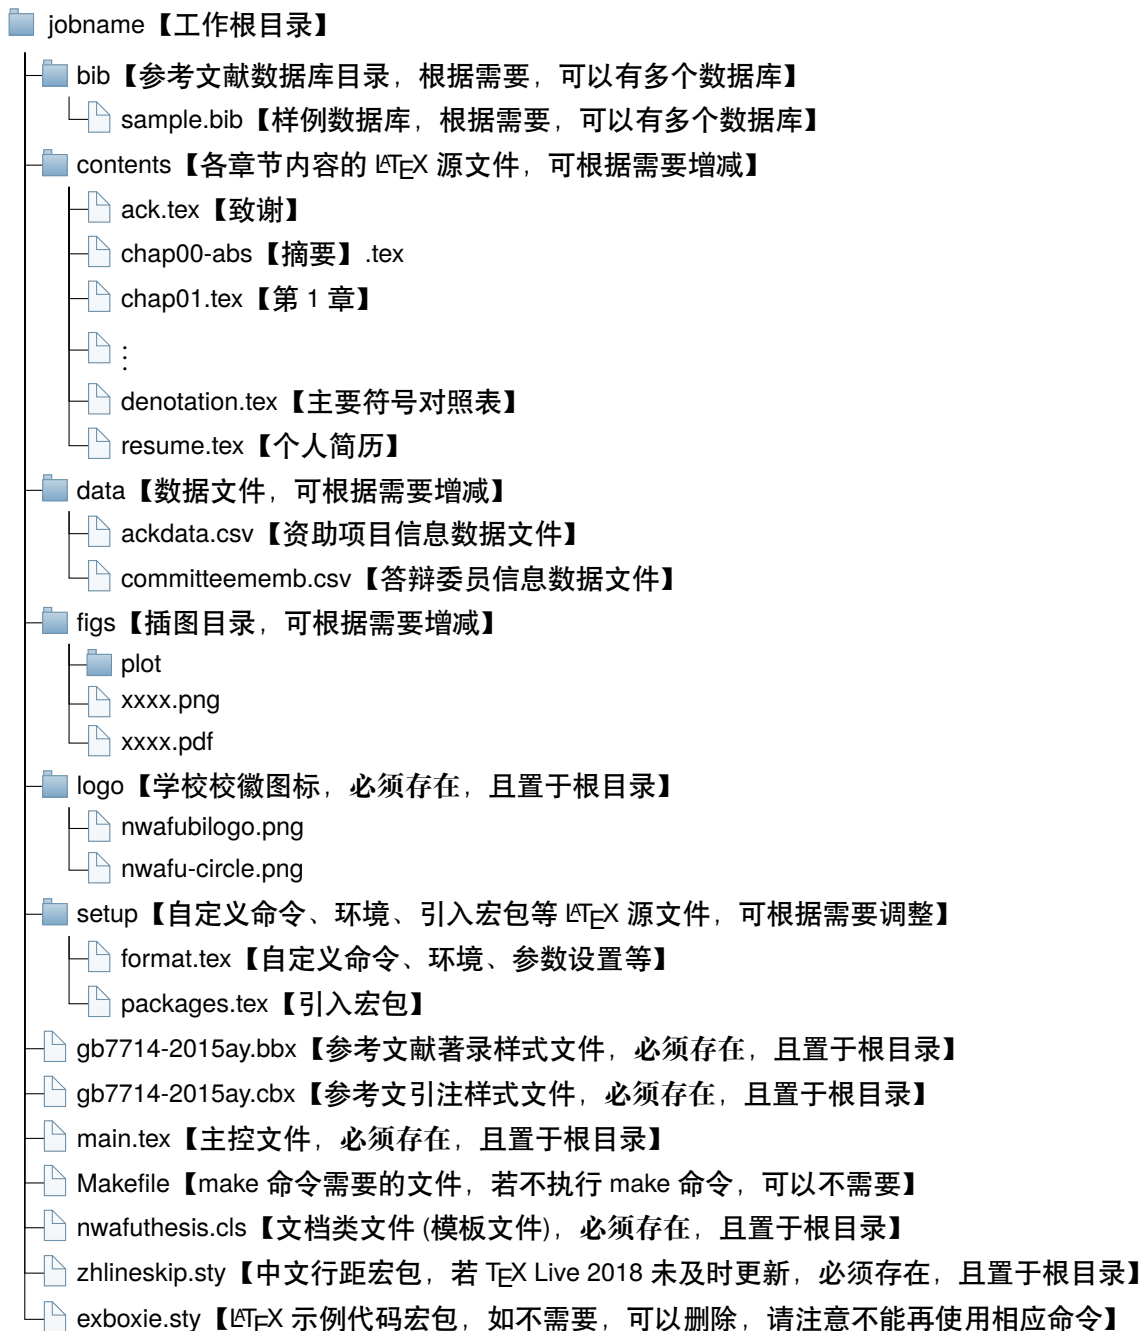 jobname【工作根目录】
bib【参考文献数据库目录，根据需要，可以有多个数据库】
sample.bib【样例数据库，根据需要，可以有多个数据库】
contents【各章节内容的 LATEX 源文件，可根据需要增减】
ack.tex【致谢】
chap00-abs【摘要】.tex
chap01.tex【第 1 章】
⋮
denotation.tex【主要符号对照表】
resume.tex【个人简历】
data【数据文件，可根据需要增减】
ackdata.csv【资助项目信息数据文件】
committeememb.csv【答辩委员信息数据文件】
figs【插图目录，可根据需要增减】
plot
xxxx.png
xxxx.pdf
logo【学校校徽图标，必须存在，且置于根目录】
nwafubilogo.png
nwafu-circle.png
setup【自定义命令、环境、引入宏包等 LATEX 源文件，可根据需要调整】
format.tex【自定义命令、环境、参数设置等】
packages.tex【引入宏包】
gb7714-2015ay.bbx【参考文献著录样式文件，必须存在，且置于根目录】
gb7714-2015ay.cbx【参考文引注样式文件，必须存在，且置于根目录】
main.tex【主控文件，必须存在，且置于根目录】
Makefile【make 命令需要的文件，若不执行 make 命令，可以不需要】
nwafuthesis.cls【文档类文件 (模板文件)，必须存在，且置于根目录】
zhlineskip.sty【中文行距宏包，若 TEX Live 2018 未及时更新，必须存在，且置于根目录】
exboxie.sty【LATEX 示例代码宏包，如不需要，可以删除，请注意不能再使用相应命令】